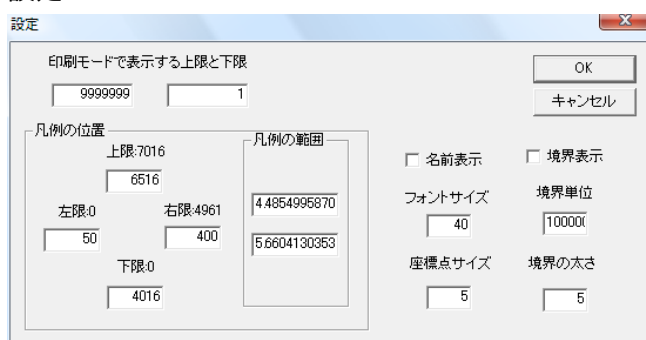 設定
印刷モードで表示する上限と下限
9999999 1
OK
キャンセル
凡例の位置
上限:7016
6516
左限:0 右限:4961
50 400
下限:0
4016
凡例の範囲
4.4854995870
5.6604130353
名前表示 境界表示
フォントサイズ 境界単位
40 10000
座標点サイズ 境界の太さ
5 5